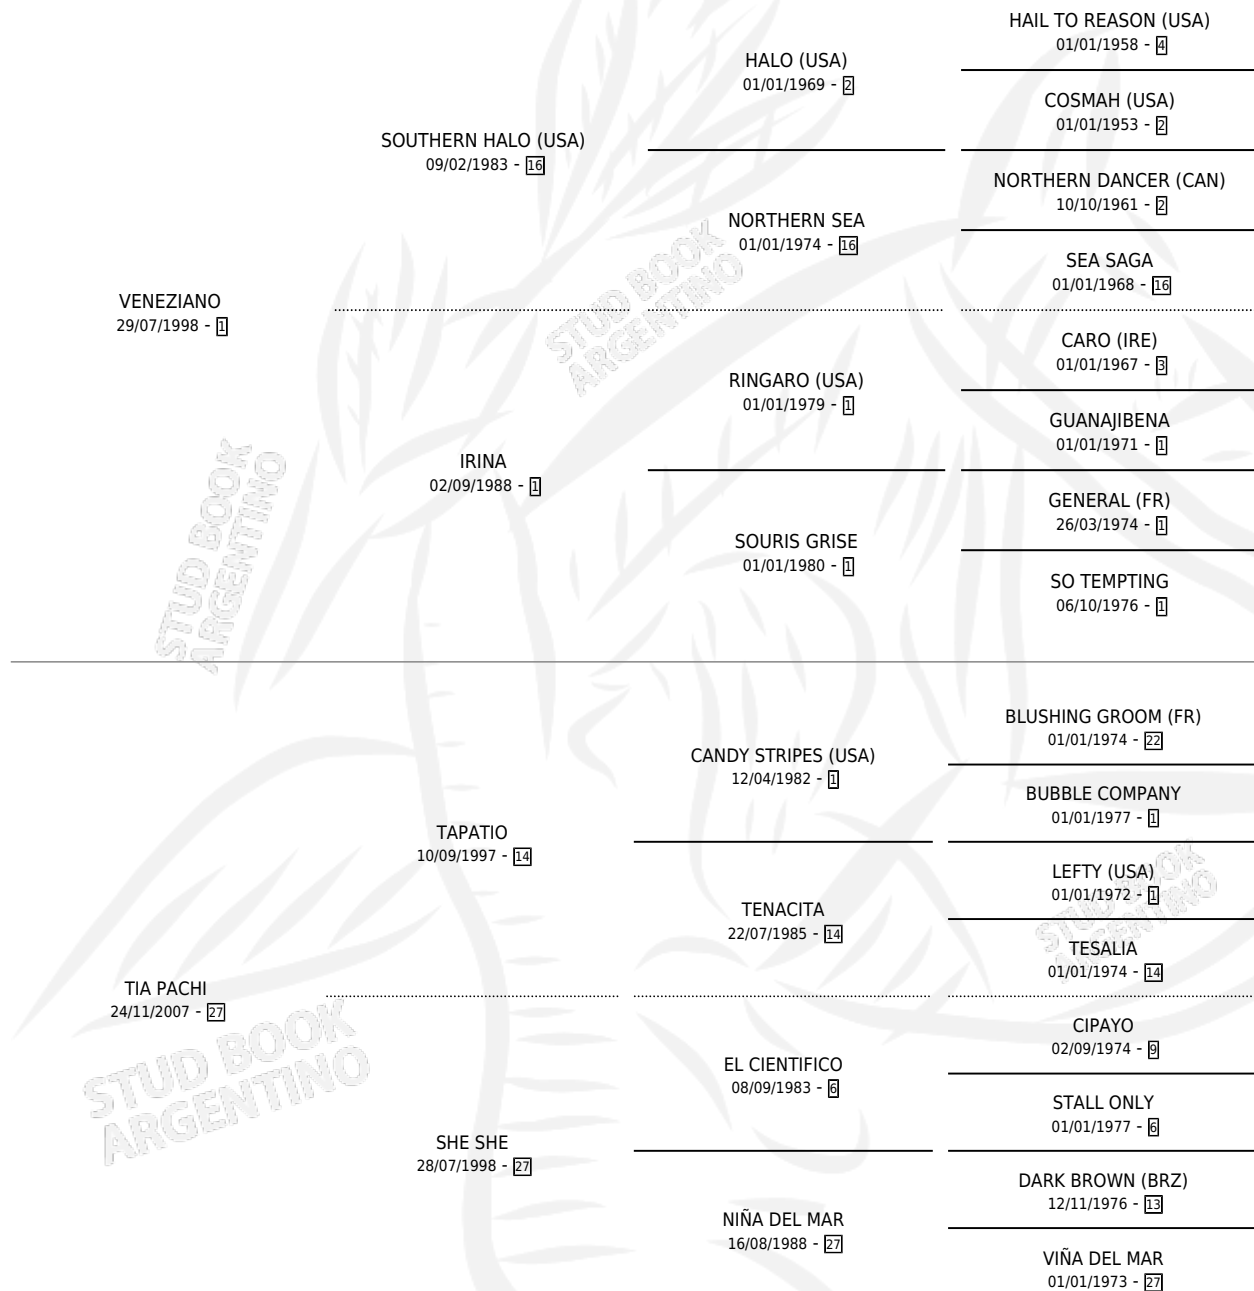 VENEZIANO
29/07/1998 - 1
SOUTHERN HALO (USA)
09/02/1983 - 16
HALO (USA)
01/01/1969 - 2
HAIL TO REASON (USA)
01/01/1958 - 4
COSMAH (USA)
01/01/1953 - 2
NORTHERN SEA
01/01/1974 - 16
NORTHERN DANCER (CAN)
10/10/1961 - 2
SEA SAGA
01/01/1968 - 16
IRINA
02/09/1988 - 1
RINGARO (USA)
01/01/1979 - 1
CARO (IRE)
01/01/1967 - 3
GUANAJIBENA
01/01/1971 - 1
SOURIS GRISE
01/01/1980 - 1
GENERAL (FR)
26/03/1974 - 1
SO TEMPTING
06/10/1976 - 1
STUD BOOK
ARGENTINO
STUD BOOK
ARGENTINO
TIA PACHI
24/11/2007 - 27
TAPATIO
10/09/1997 - 14
CANDY STRIPES (USA)
12/04/1982 - 1
BLUSHING GROOM (FR)
01/01/1974 - 22
BUBBLE COMPANY
01/01/1977 - 1
TENACITA
22/07/1985 - 14
LEFTY (USA)
01/01/1972 - 1
TESALIA
01/01/1974 - 14
SHE SHE
28/07/1998 - 27
EL CIENTIFICO
08/09/1983 - 6
CIPAYO
02/09/1974 - 9
STALL ONLY
01/01/1977 - 6
NIÑA DEL MAR
16/08/1988 - 27
DARK BROWN (BRZ)
12/11/1976 - 13
VIÑA DEL MAR
01/01/1973 - 27
STUD BOOK
ARGENTINO
STUD BOOK
ARGENTINO